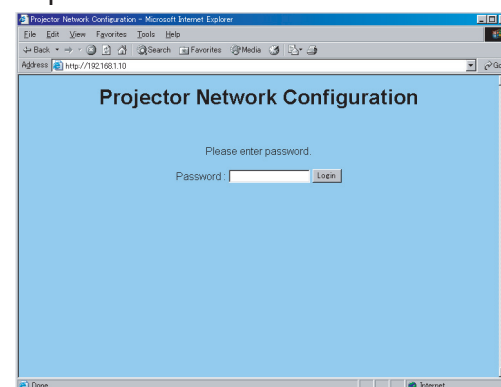 Projector Network Configuration - Microsoft Internet Explorer
File Edit View Favorites Tools Help
Back Search Favorites Media
Address http://192.168.1.10 Go
Projector Network Configuration
Please enter password.
Password : Login
Done Internet